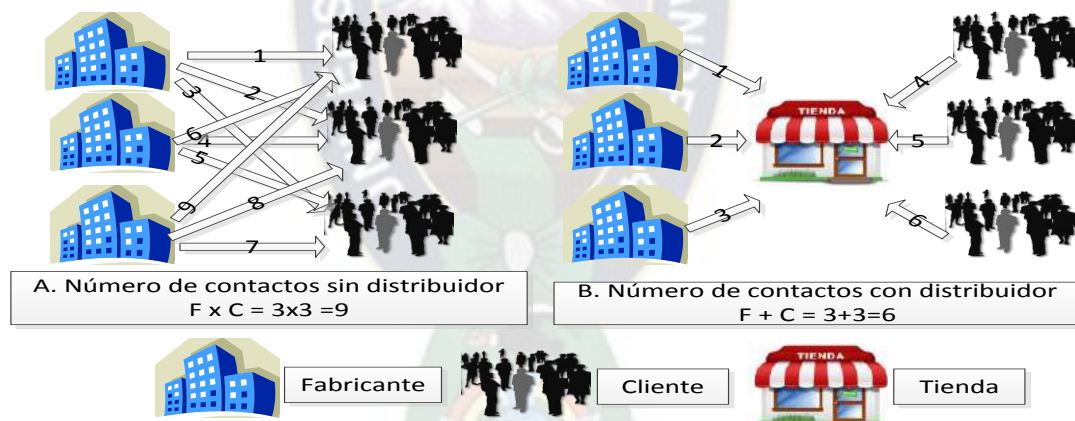 1
2
3
6
4
5
9
8
7
1
2
3
TIENDA
4
5
6
A. Número de contactos sin distribuidor
F x C = 3x3 =9
B. Número de contactos con distribuidor
F + C = 3+3=6
Fabricante
Cliente
TIENDA
Tienda